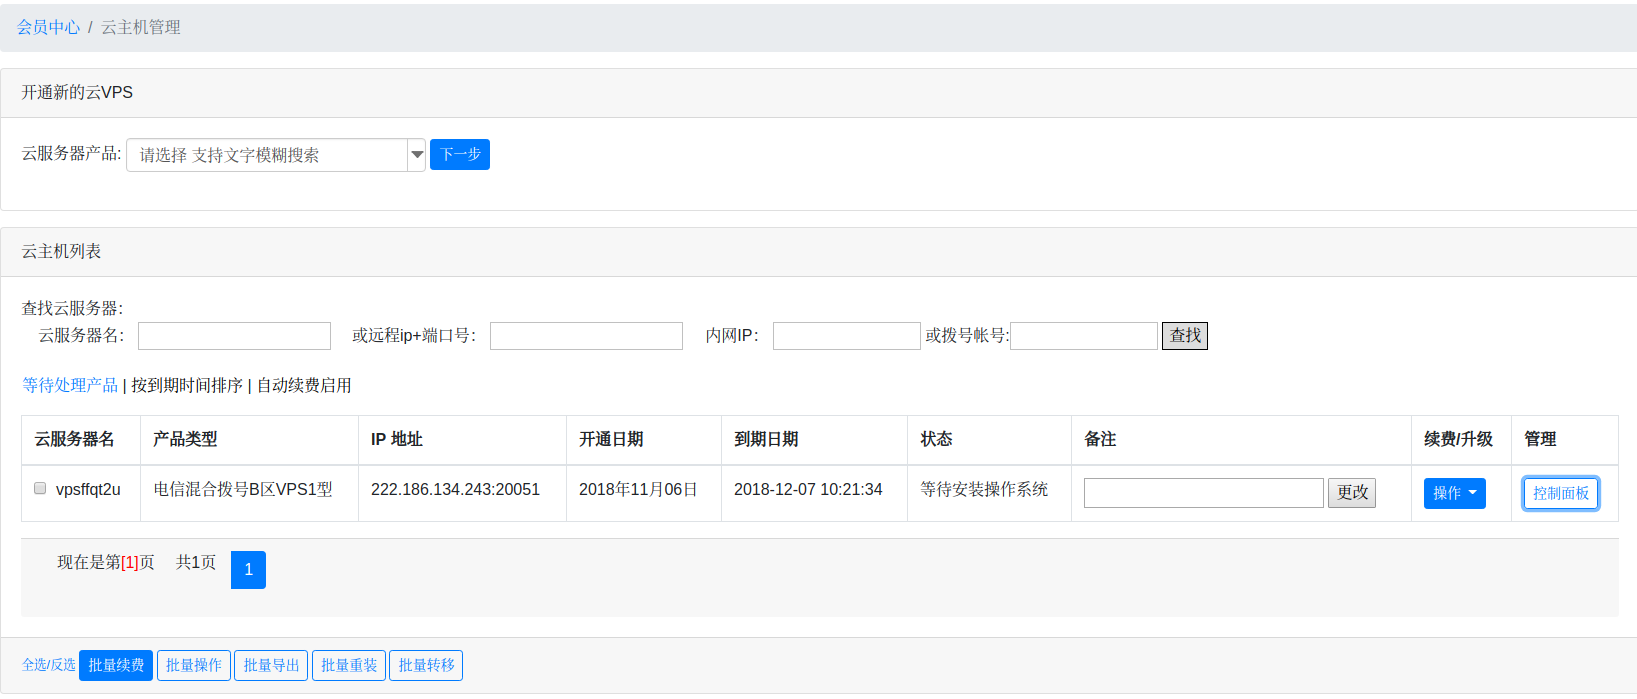 会员中心 / 云主机管理
开通新的云VPS
云服务器产品: 请选择 支持文字模糊搜索 下一步
云主机列表
查找云服务器：
云服务器名： 或远程ip+端口号： 内网IP： 或拨号帐号: 查找
等待处理产品 | 按到期时间排序 | 自动续费启用
云服务器名 产品类型 IP 地址 开通日期 到期日期 状态 备注 续费/升级 管理
vpsffqt2u 电信混合拨号B区VPS1型 222.186.134.243:20051 2018年11月06日 2018-12-07 10:21:34 等待安装操作系统 更改 操作 控制面板
现在是第[1]页 共1页 1
全选/反选 批量续费 批量操作 批量导出 批量重装 批量转移